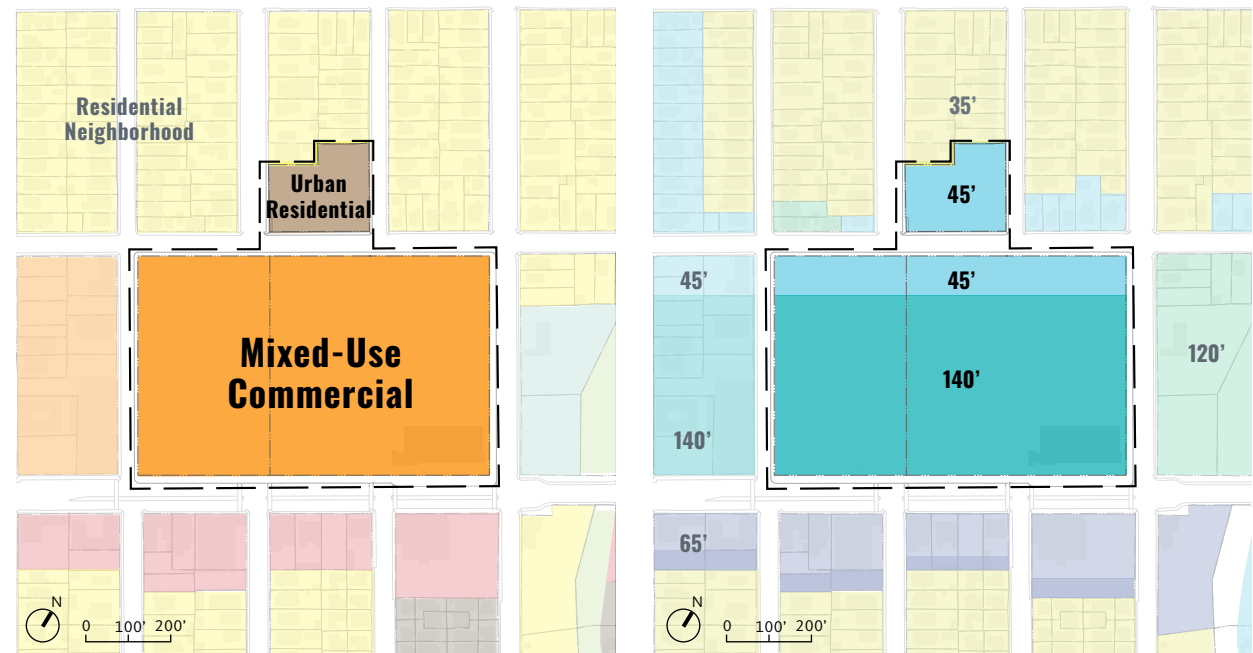 Residential
Neighborhood
Urban
Residential
Mixed-Use
Commercial
N
0 100' 200'
35'
45'
45'
45'
140'
120'
140'
65'
N
0 100' 200'